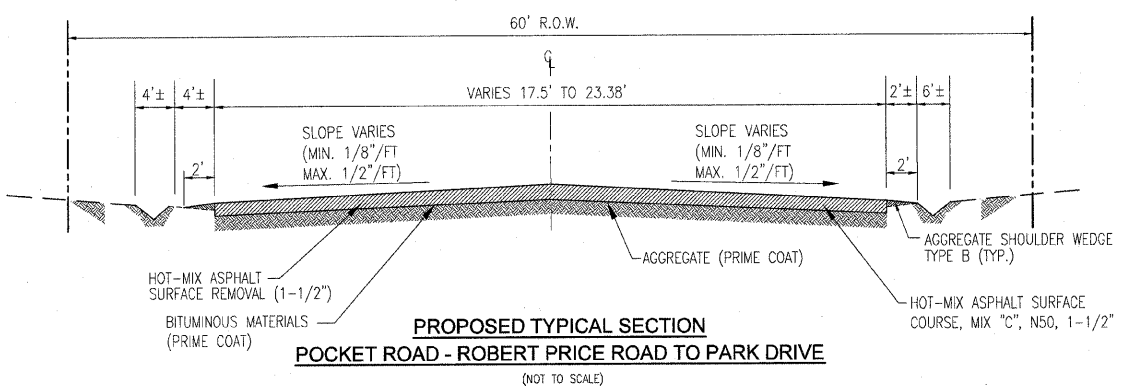 60' R.O.W.
℄
4'±
4'±
VARIES 17.5' TO 23.38'
2'±
6'±
SLOPE VARIES
(MIN. 1/8"/FT
MAX. 1/2"/FT)
SLOPE VARIES
(MIN. 1/8"/FT
MAX. 1/2"/FT)
2'
2'
AGGREGATE SHOULDER WEDGE
TYPE B (TYP.)
AGGREGATE (PRIME COAT)
HOT-MIX ASPHALT
SURFACE REMOVAL (1-1/2")
HOT-MIX ASPHALT SURFACE
COURSE, MIX "C", N50, 1-1/2"
BITUMINOUS MATERIALS
(PRIME COAT)
PROPOSED TYPICAL SECTION
POCKET ROAD - ROBERT PRICE ROAD TO PARK DRIVE
(NOT TO SCALE)